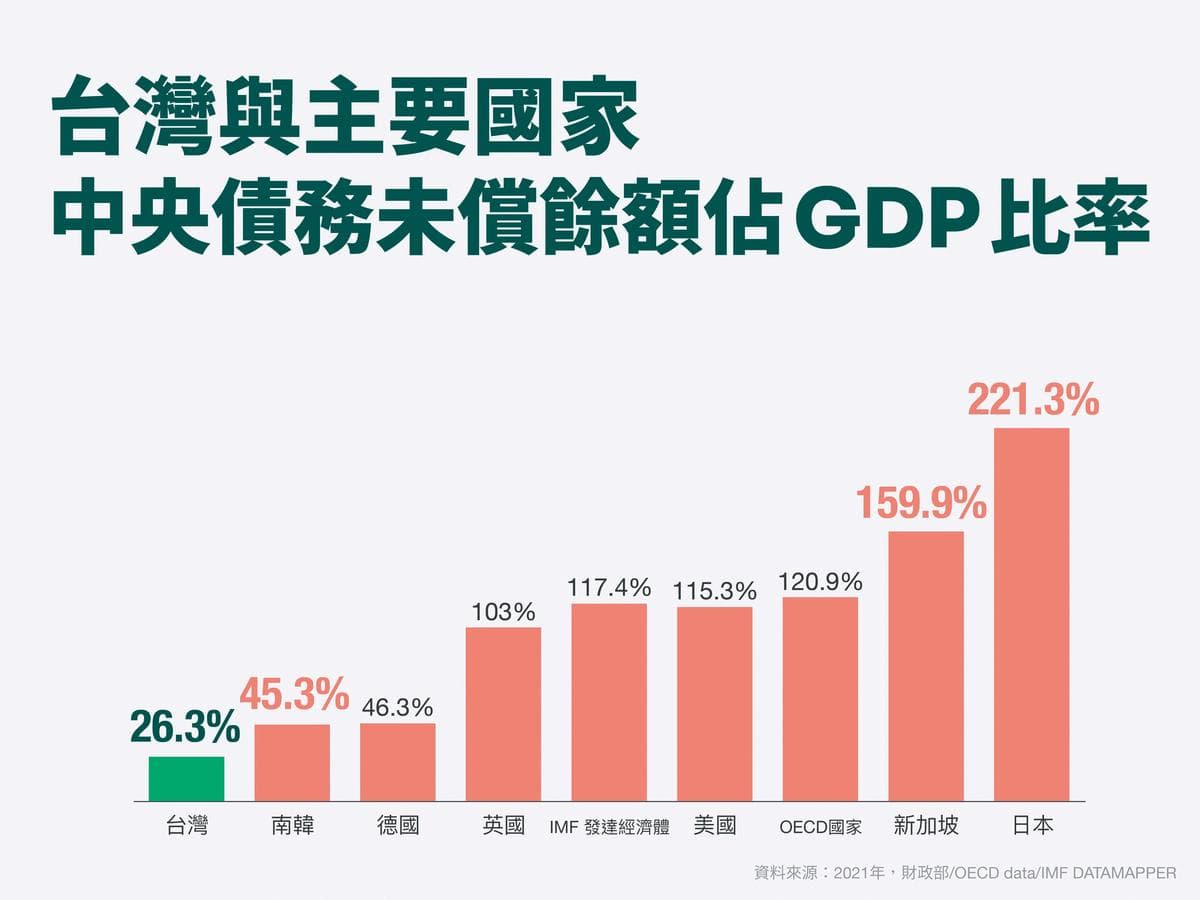 台灣與主要國家
中央債務未償餘額佔GDP比率
221.3%
159.9%
120.9%
117.4%
115.3%
103%
45.3%
46.3%
26.3%
台灣 南韓 德國 英國 IMF 發達經濟體 美國 OECD國家 新加坡 日本
資料來源：2021年，財政部/OECD data/IMF DATAMAPPER